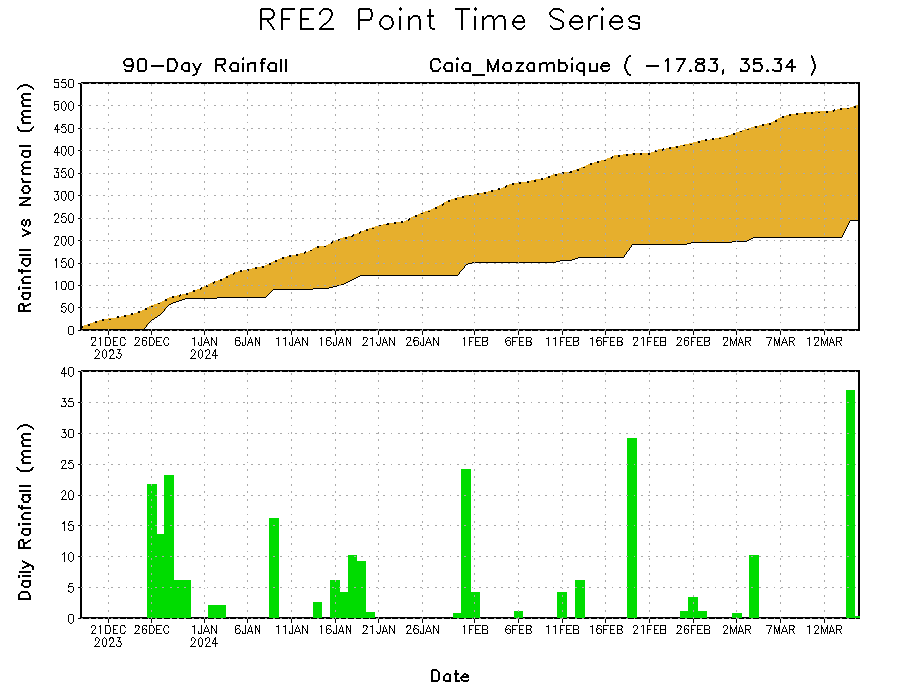 RFE2 Point Time Series
90-Day Rainfall
Caia_Mazambique ( -17.83, 35.34 )
Rainfall vs Normal (mm)
550
500
450
400
350
300
250
200
150
100
50
0
21DEC 26DEC 1JAN 6JAN 11JAN 16JAN 21JAN 26JAN 1FEB 6FEB 11FEB 16FEB 21FEB 26FEB 2MAR 7MAR 12MAR
2023 2024
Daily Rainfall (mm)
40
35
30
25
20
15
10
5
0
21DEC 26DEC 1JAN 6JAN 11JAN 16JAN 21JAN 26JAN 1FEB 6FEB 11FEB 16FEB 21FEB 26FEB 2MAR 7MAR 12MAR
2023 2024
Date